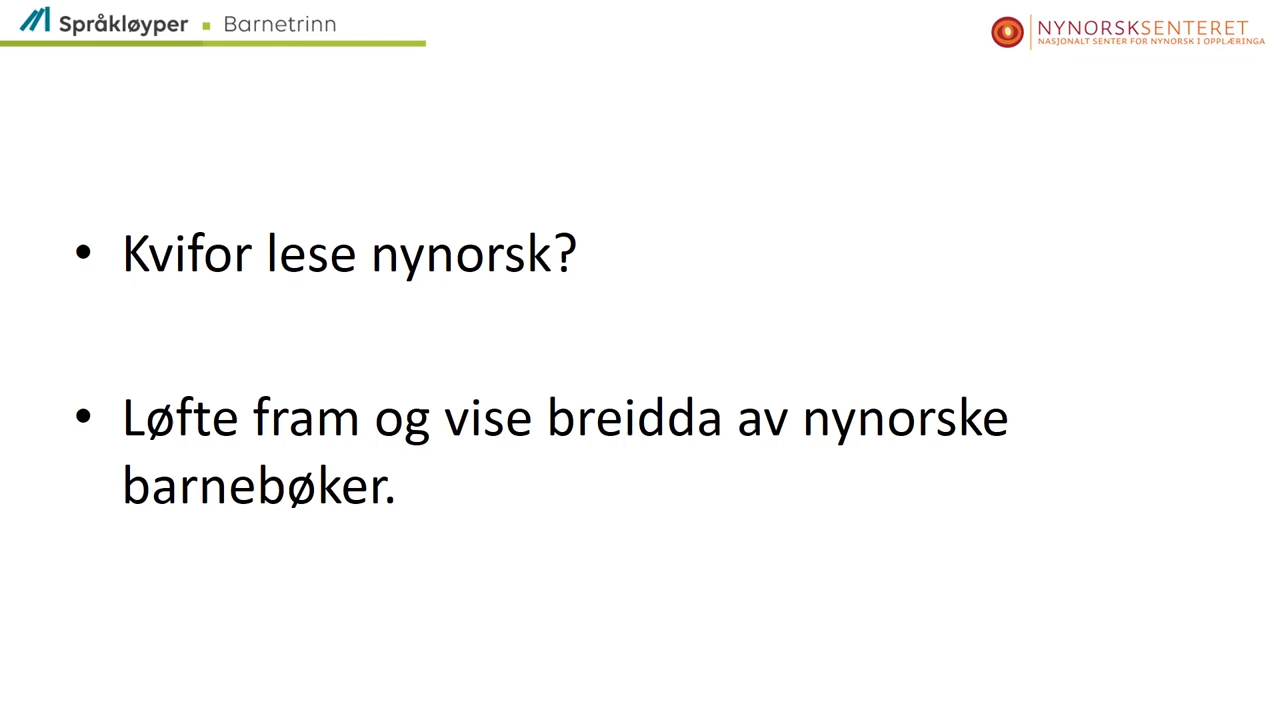 Språkløyper ▪ Barnetrinn
NYNORSKSENTERET
NASJONALT SENTER FOR NYNORSK I OPPLÆRINGA
• Kvifor lese nynorsk?
• Løfte fram og vise breidda av nynorske
barnebøker.